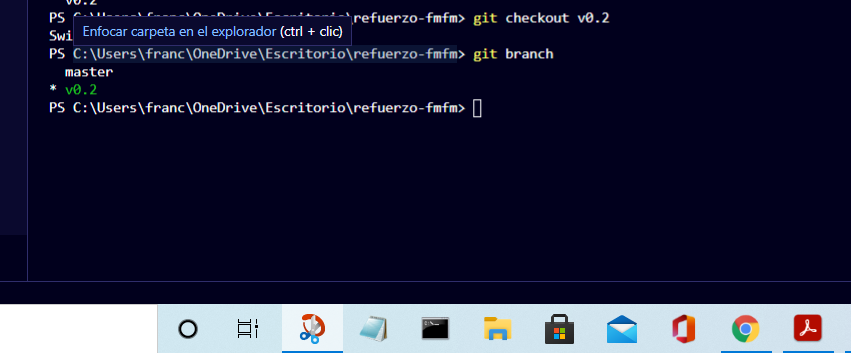 v0.2
PS C:\Users\franc\OneDrive\Escritorio\refuerzo-fmfm> git checkout v0.2
Enfocar carpeta en el explorador (ctrl + clic)
Swi
PS C:\Users\franc\OneDrive\Escritorio\refuerzo-fmfm> git branch
master
* v0.2
PS C:\Users\franc\OneDrive\Escritorio\refuerzo-fmfm>